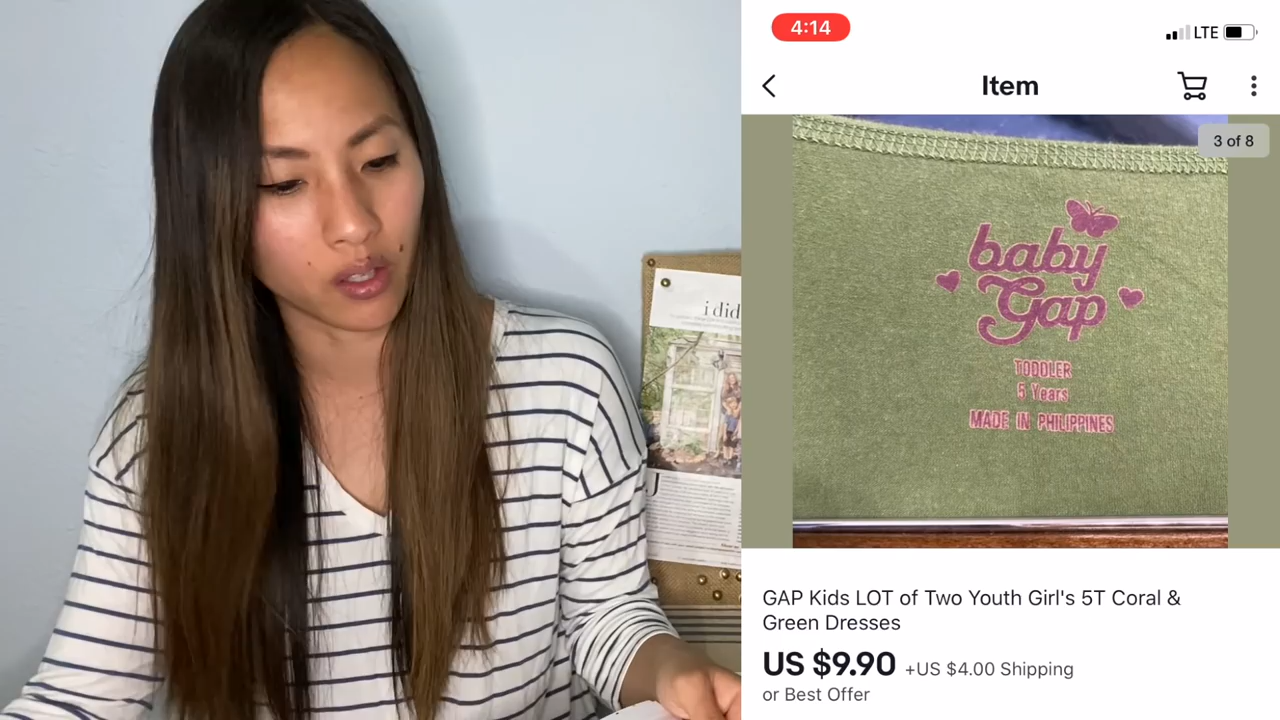 4:14
LTE
Item
3 of 8
baby
Gap
TODDLER
5 Years
MADE IN PHILIPPINES
i did
J
GAP Kids LOT of Two Youth Girl's 5T Coral &
Green Dresses
US $9.90 +US $4.00 Shipping
or Best Offer